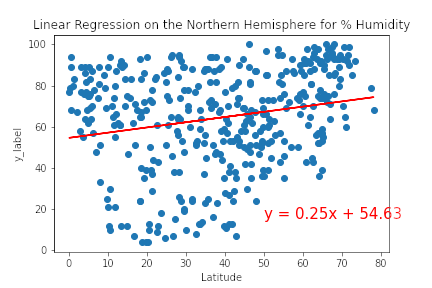 Linear Regression on the Northern Hemisphere for % Humidity
100
80
60
40
20
0
y_label
y = 0.25x + 54.63
0 10 20 30 40 50 60 70 80
Latitude